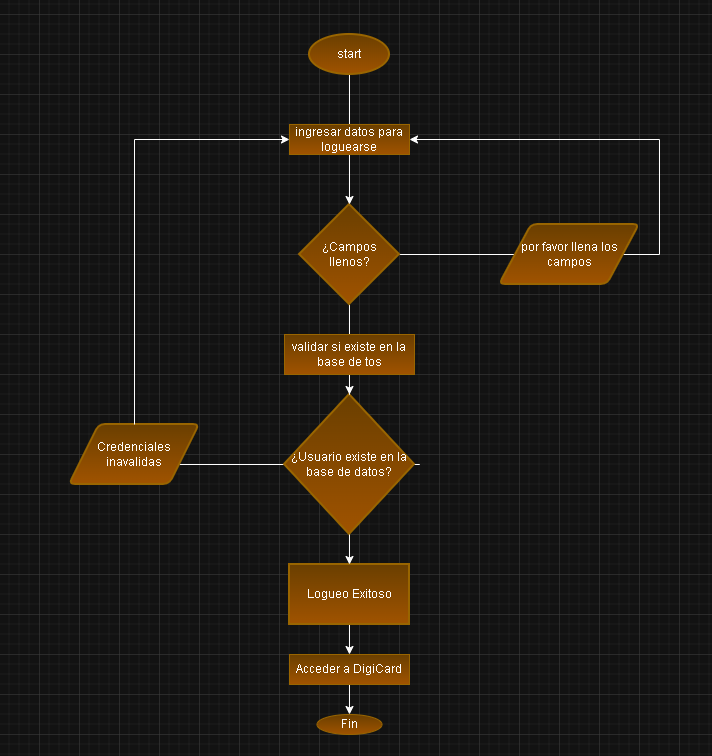 start
ingresar datos para
loguearse
¿Campos
llenos?
por favor llena los
campos
validar si existe en la
base de tos
¿Usuario existe en la
base de datos?
Credenciales
inavalidas
Logueo Exitoso
Acceder a DigiCard
Fin